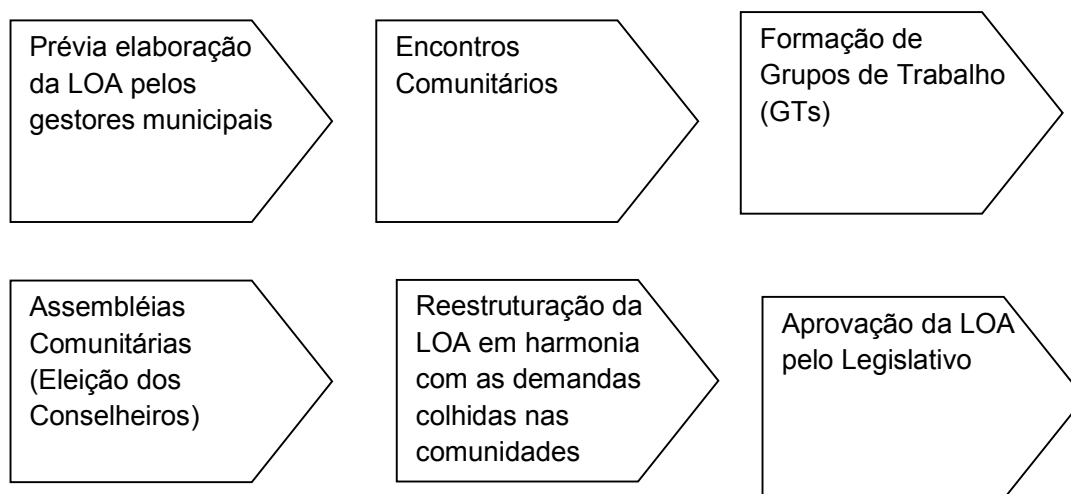 Prévia elaboração
da LOA pelos
gestores municipais
Encontros
Comunitários
Formação de
Grupos de Trabalho
(GTs)
Assembléias
Comunitárias
(Eleição dos
Conselheiros)
Reestruturação da
LOA em harmonia
com as demandas
colhidas nas
comunidades
Aprovação da LOA
pelo Legislativo